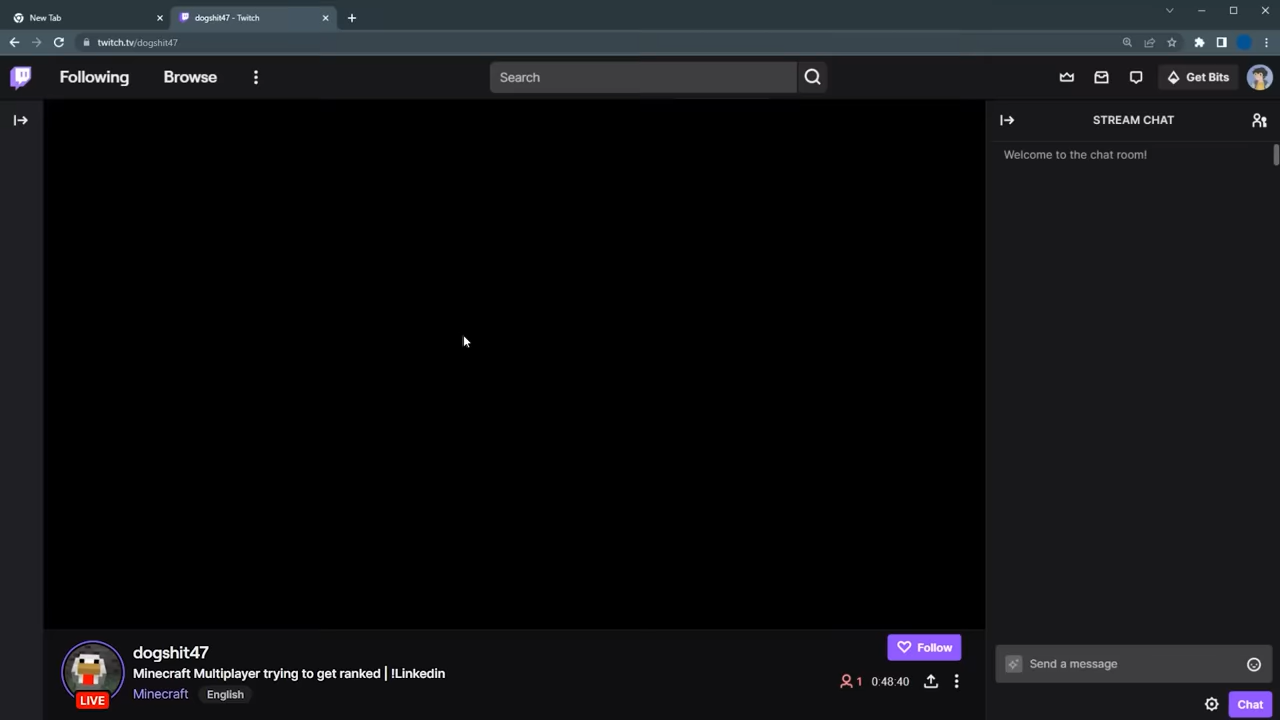 New Tab
dogshit47 - Twitch
twitch.tv/dogshit47
Following
Browse
Search
Get Bits
STREAM CHAT
Welcome to the chat room!
dogshit47
Follow
Minecraft Multiplayer trying to get ranked | !Linkedin
LIVE
Minecraft
English
1
0:48:40
Send a message
Chat